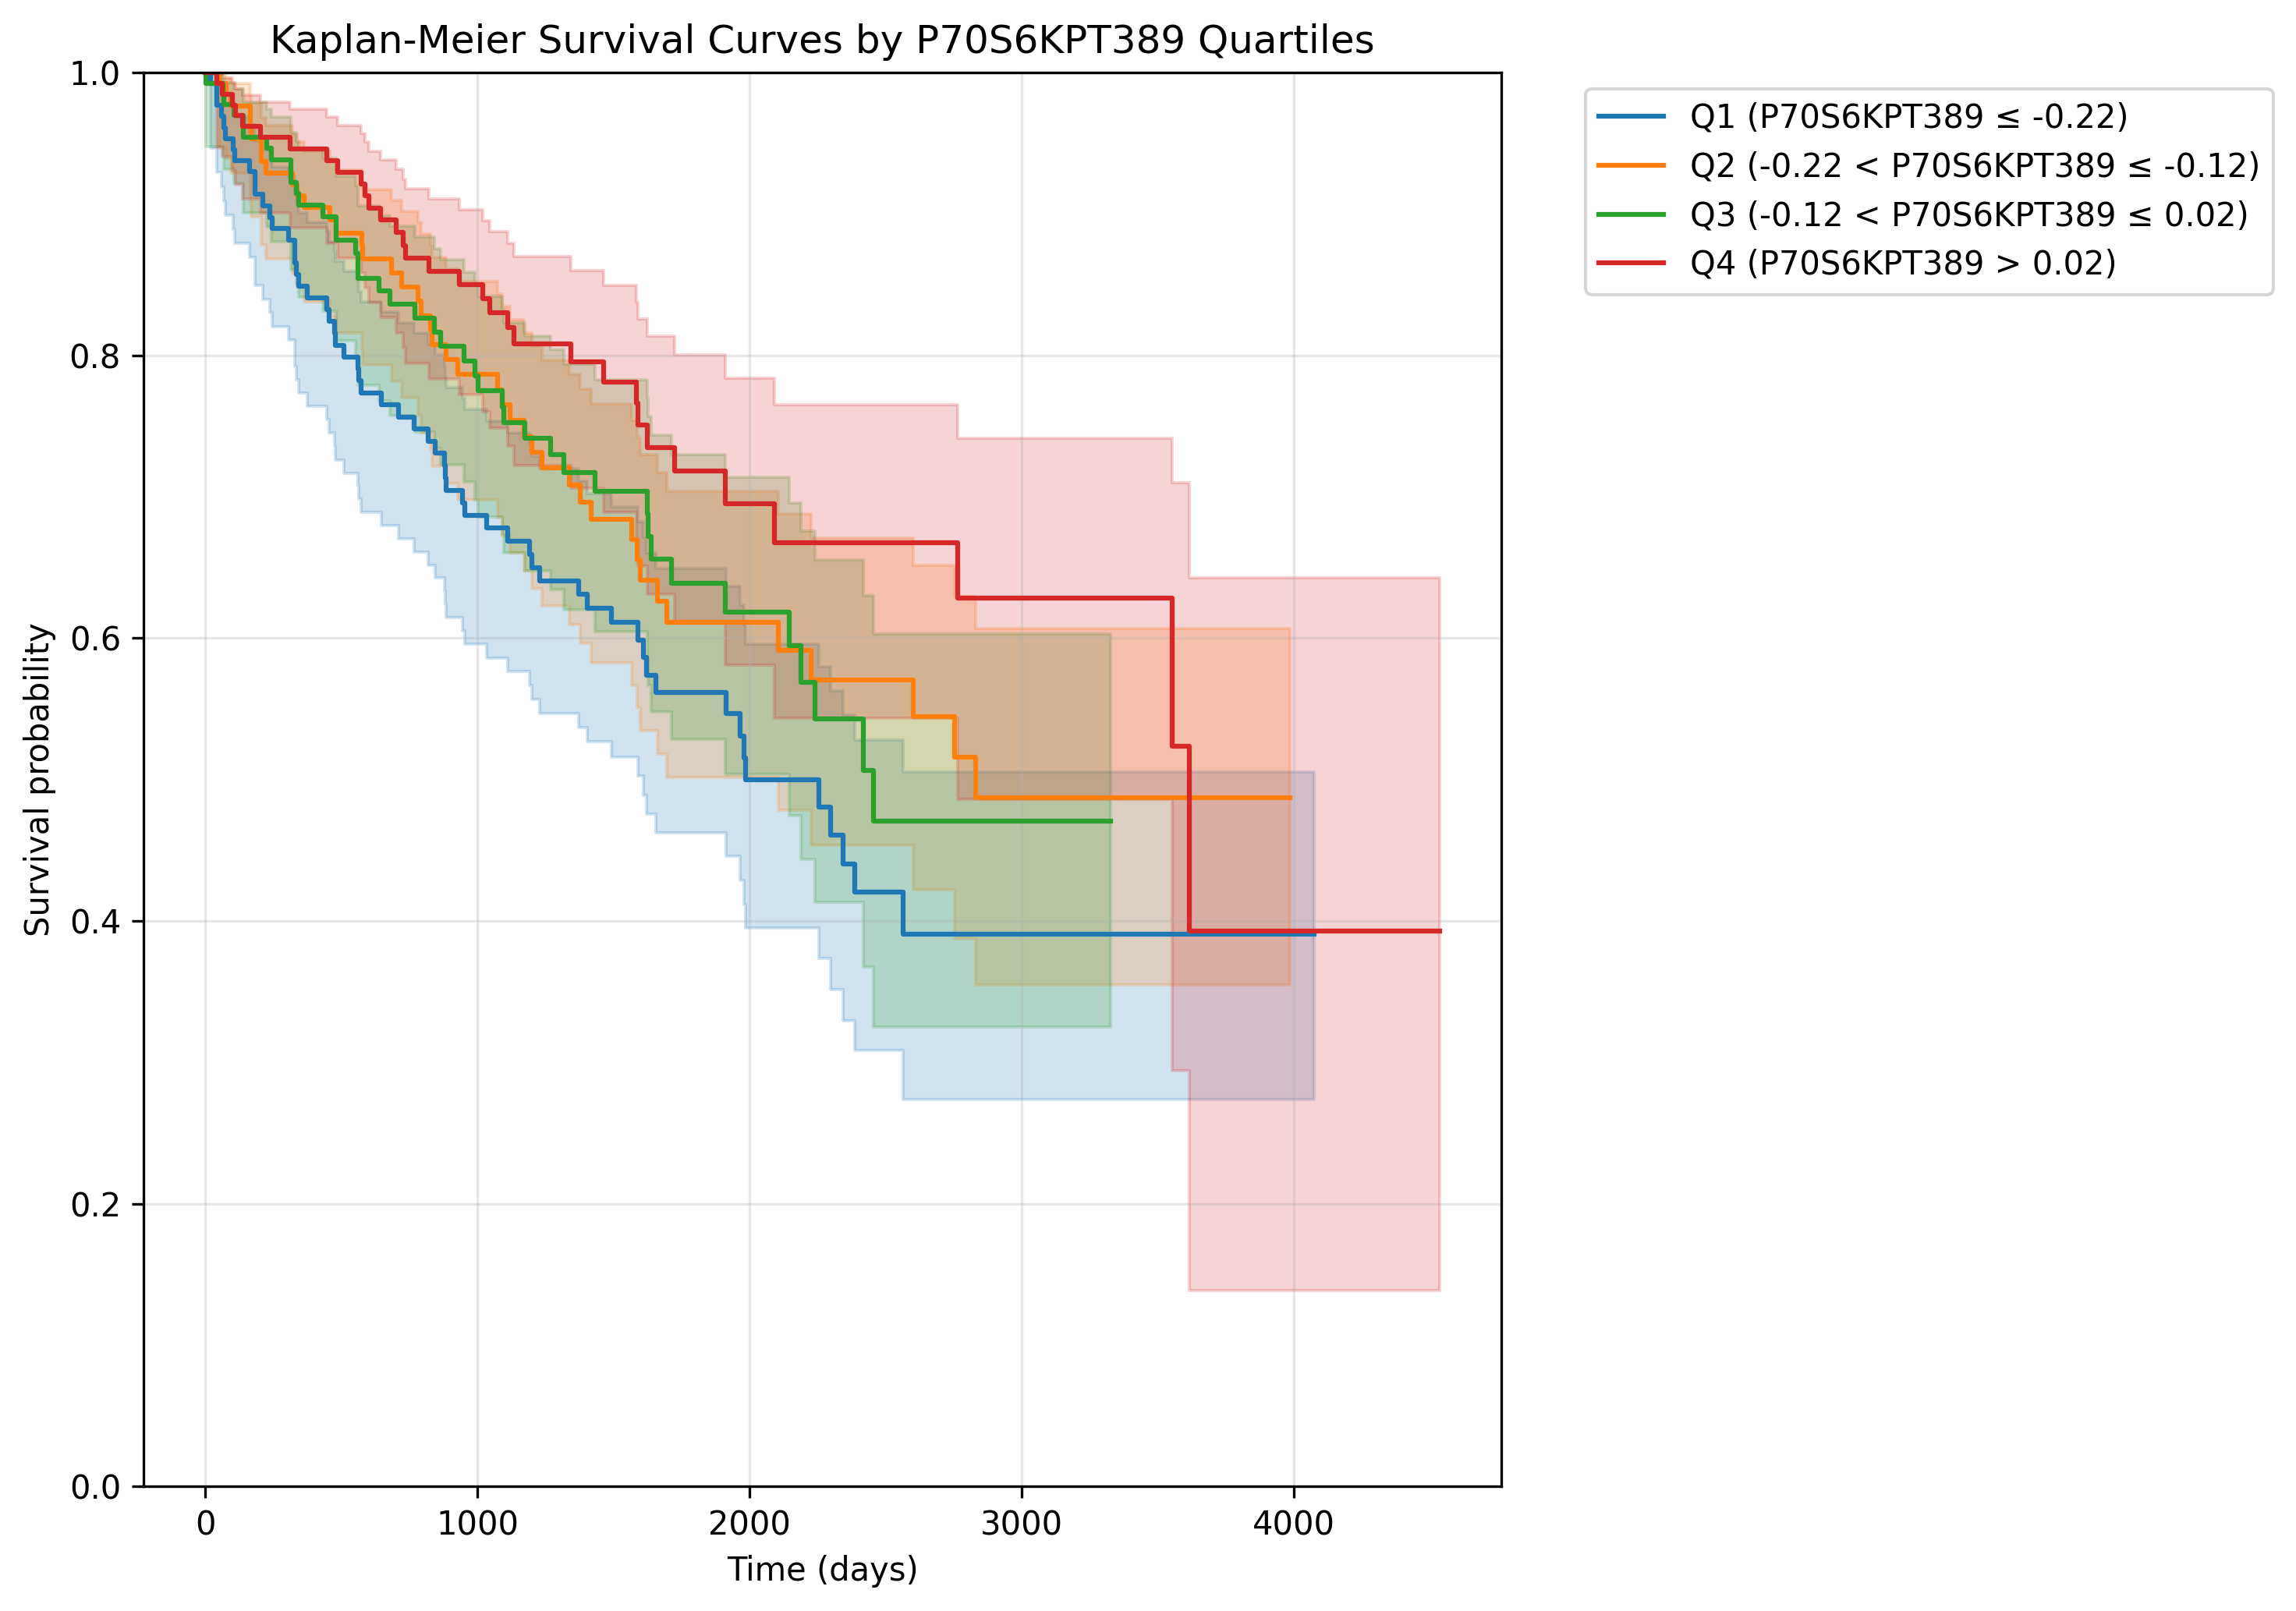 Kaplan-Meier Survival Curves by P70S6KPT389 Quartiles
1.0
0.8
0.6
0.4
0.2
0.0
Survival probability
0 1000 2000 3000 4000
Time (days)
Q1 (P70S6KPT389 ≤ -0.22)
Q2 (-0.22 < P70S6KPT389 ≤ -0.12)
Q3 (-0.12 < P70S6KPT389 ≤ 0.02)
Q4 (P70S6KPT389 > 0.02)